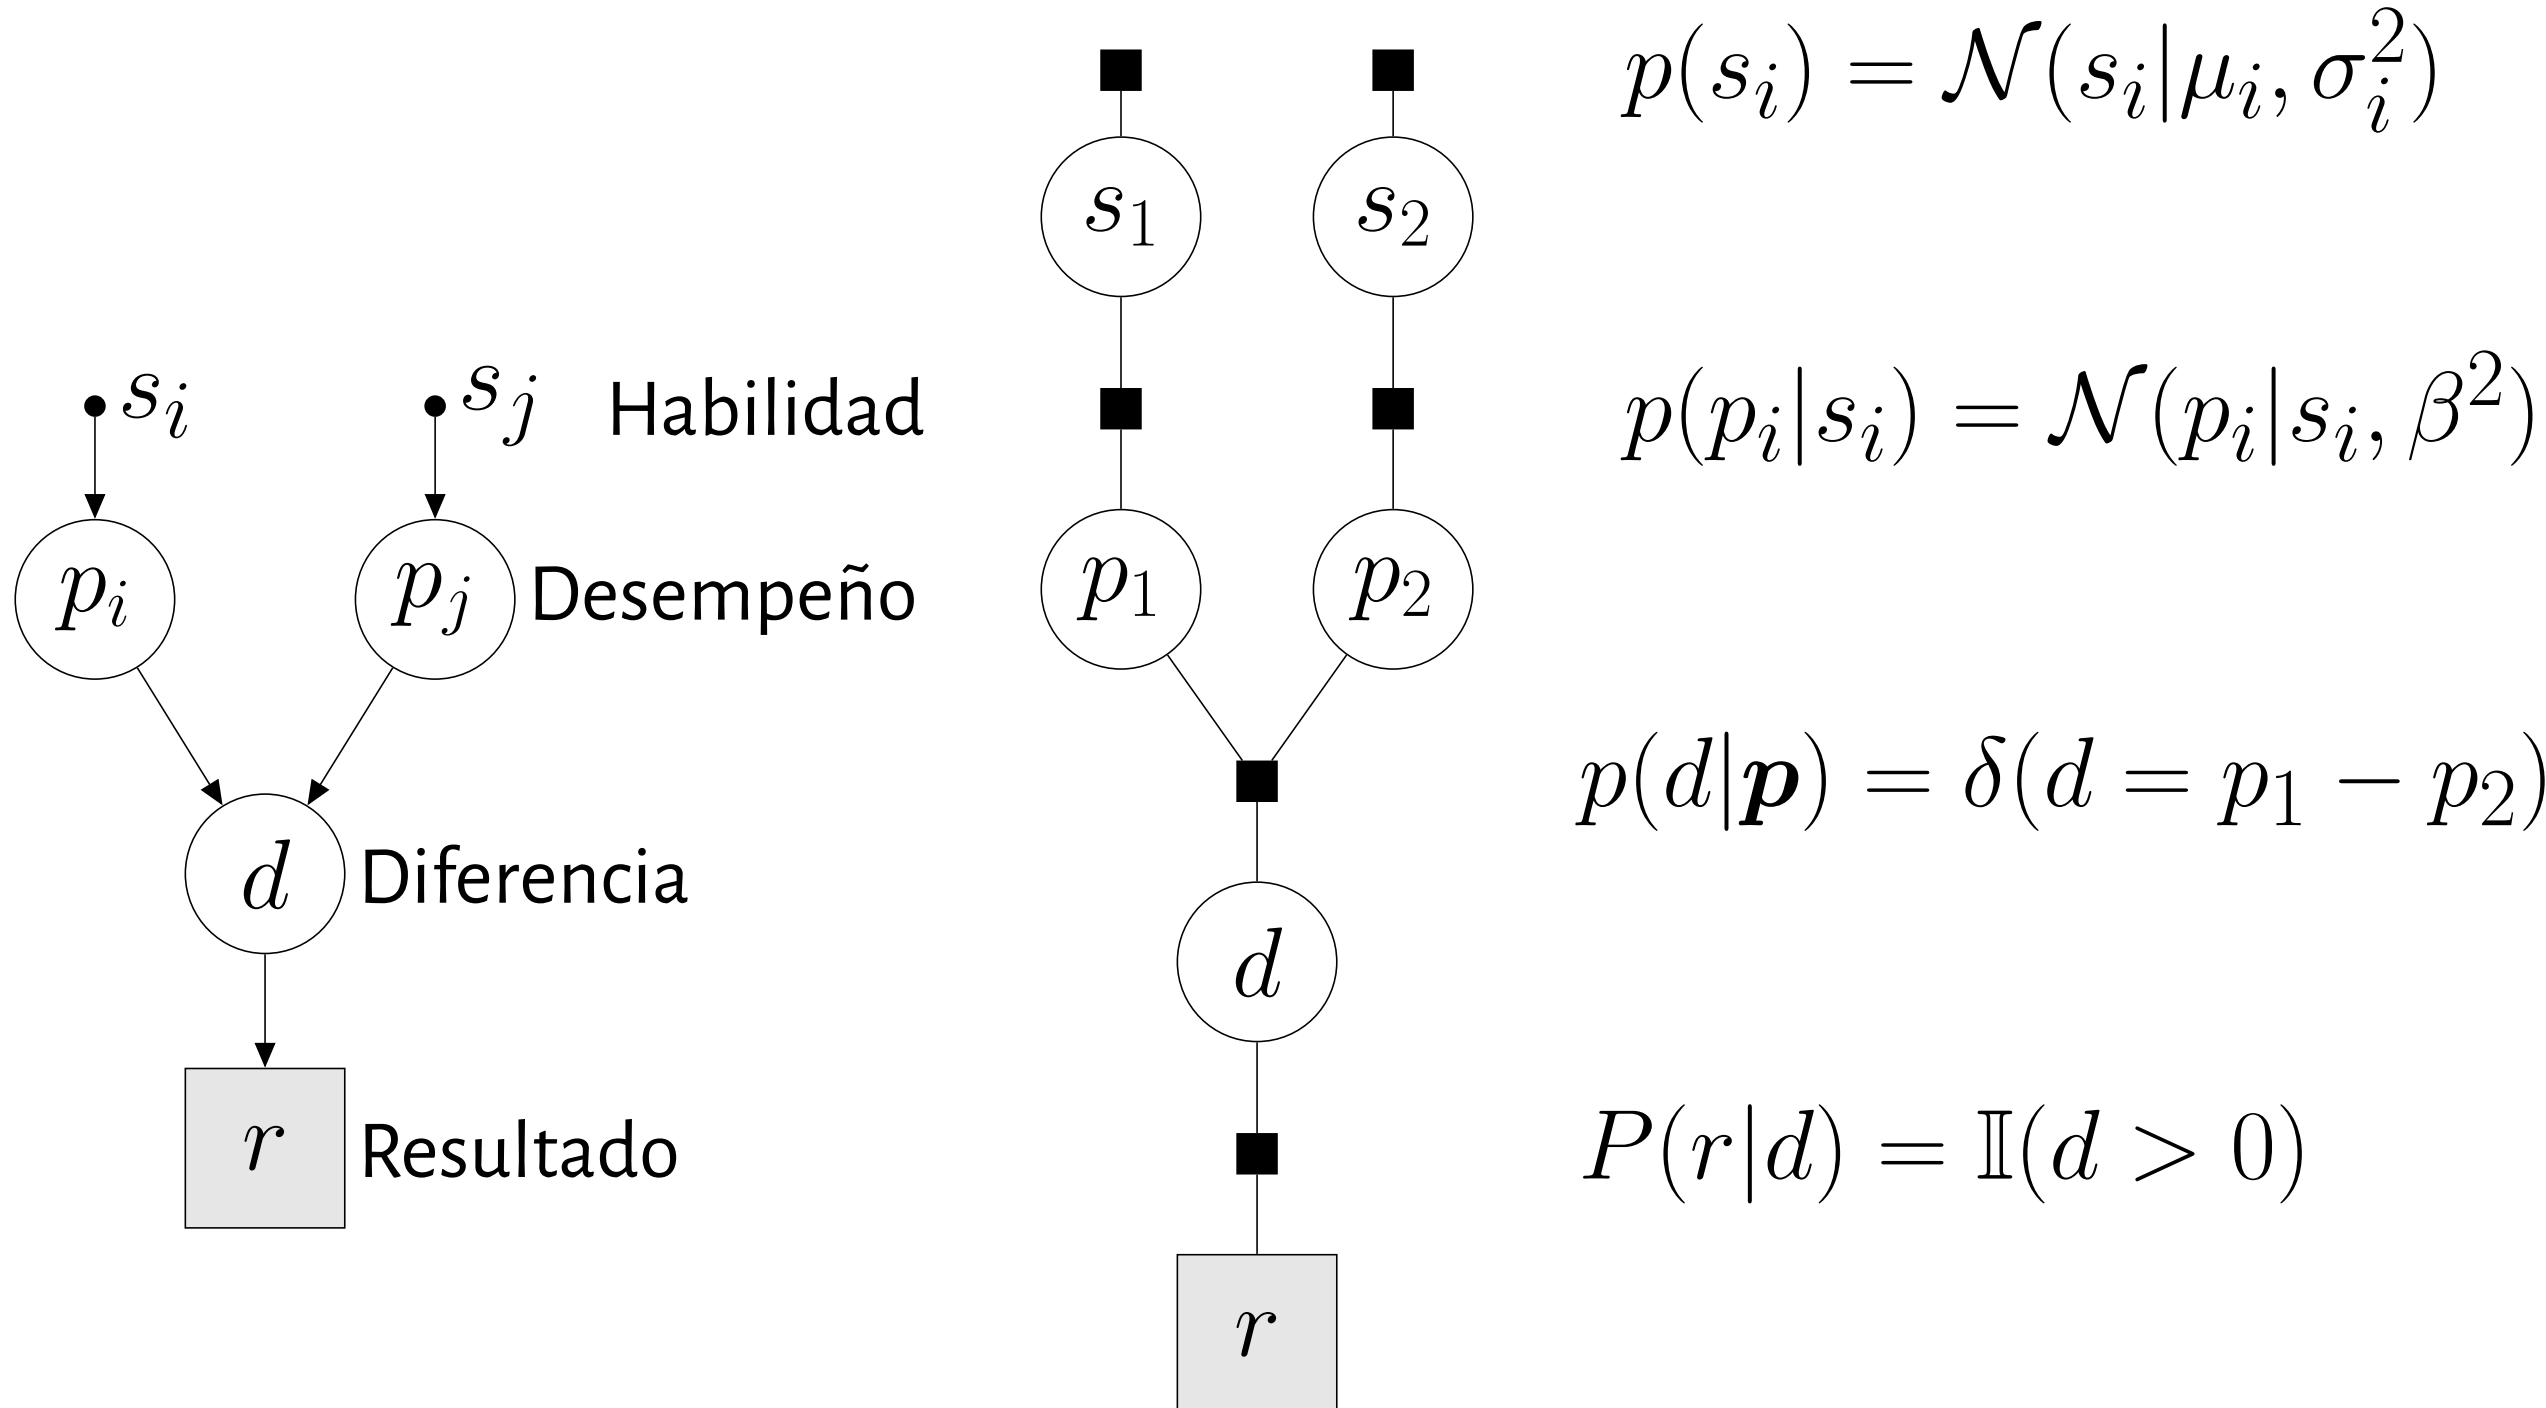 s_i s_j Habilidad
p_i p_j Desempeño
d Diferencia
r Resultado
s_1 s_2
p_1 p_2
d
r
p(s_i) = 𝒩(s_i|μ_i, σ_i^2)
p(p_i|s_i) = 𝒩(p_i|s_i, β^2)
p(d|𝒑) = δ(d = p_1 − p_2)
P(r|d) = 𝕀(d > 0)